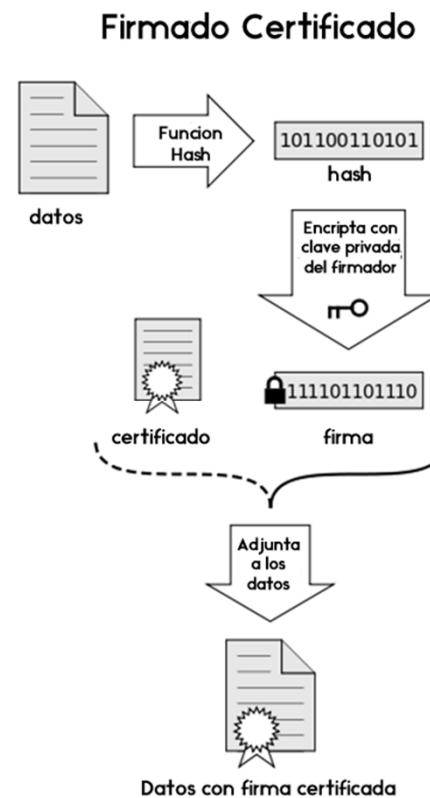 Firmado Certificado
Funcion
Hash
101100110101
hash
datos
Encripta con
clave privada
del firmador
111101101110
certificado
firma
Adjunta
a los
datos
Datos con firma certificada